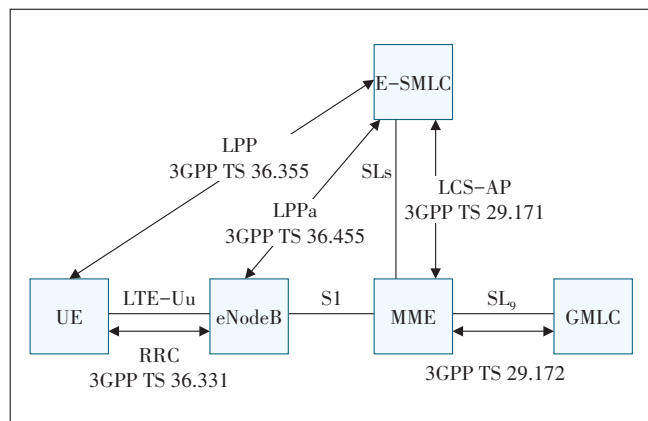 E-SMLC
LPP
3GPP TS 36.355
SLs
LCS-AP
3GPP TS 29.171
LPPa
3GPP TS 36.455
UE
LTE-Uu
eNodeB
S1
MME
SL₉
GMLC
RRC
3GPP TS 36.331
3GPP TS 29.172